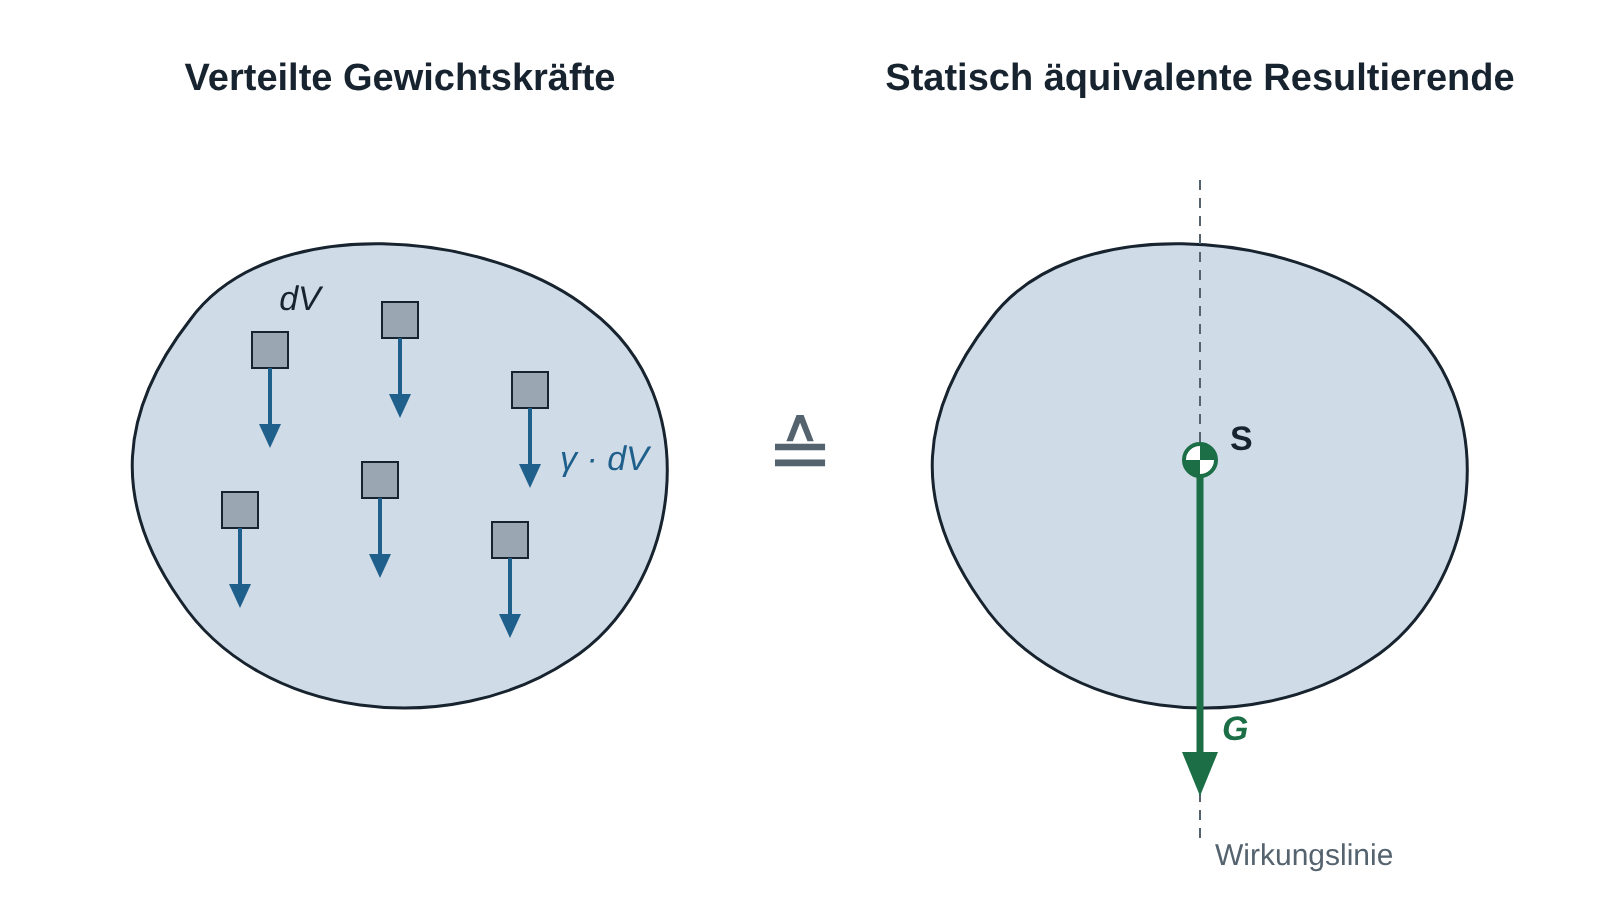 Verteilte Gewichtskräfte
Statisch äquivalente Resultierende
dV
γ · dV
≙
S
G
Wirkungslinie